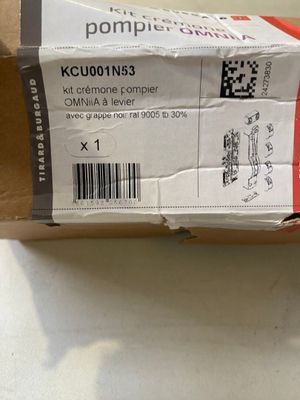 Kit crémone
pompier OMNiiA
KCU001N53
kit crémone pompier
OMNiiA à levier
avec grappe noir ral 9005 tb 30%
x 1
24273830
TIRARD & BURGAUD